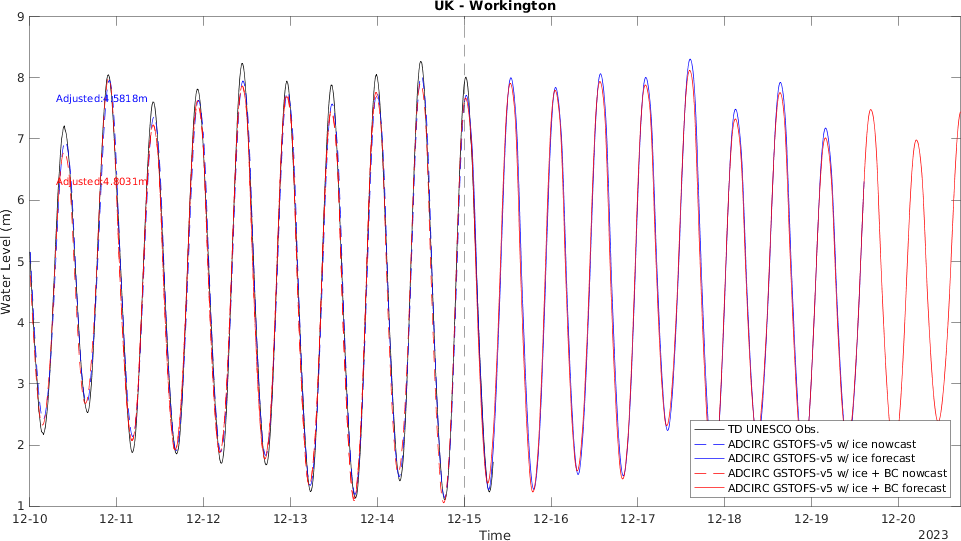 UK - Workington
9
8
7
6
5
4
3
2
1
Water Level (m)
Adjusted:4.5818m
Adjusted:4.8031m
TD UNESCO Obs.
ADCIRC GSTOFS-v5 w/ ice nowcast
ADCIRC GSTOFS-v5 w/ ice forecast
ADCIRC GSTOFS-v5 w/ ice + BC nowcast
ADCIRC GSTOFS-v5 w/ ice + BC forecast
12-10 12-11 12-12 12-13 12-14 12-15 12-16 12-17 12-18 12-19 12-20
Time
2023